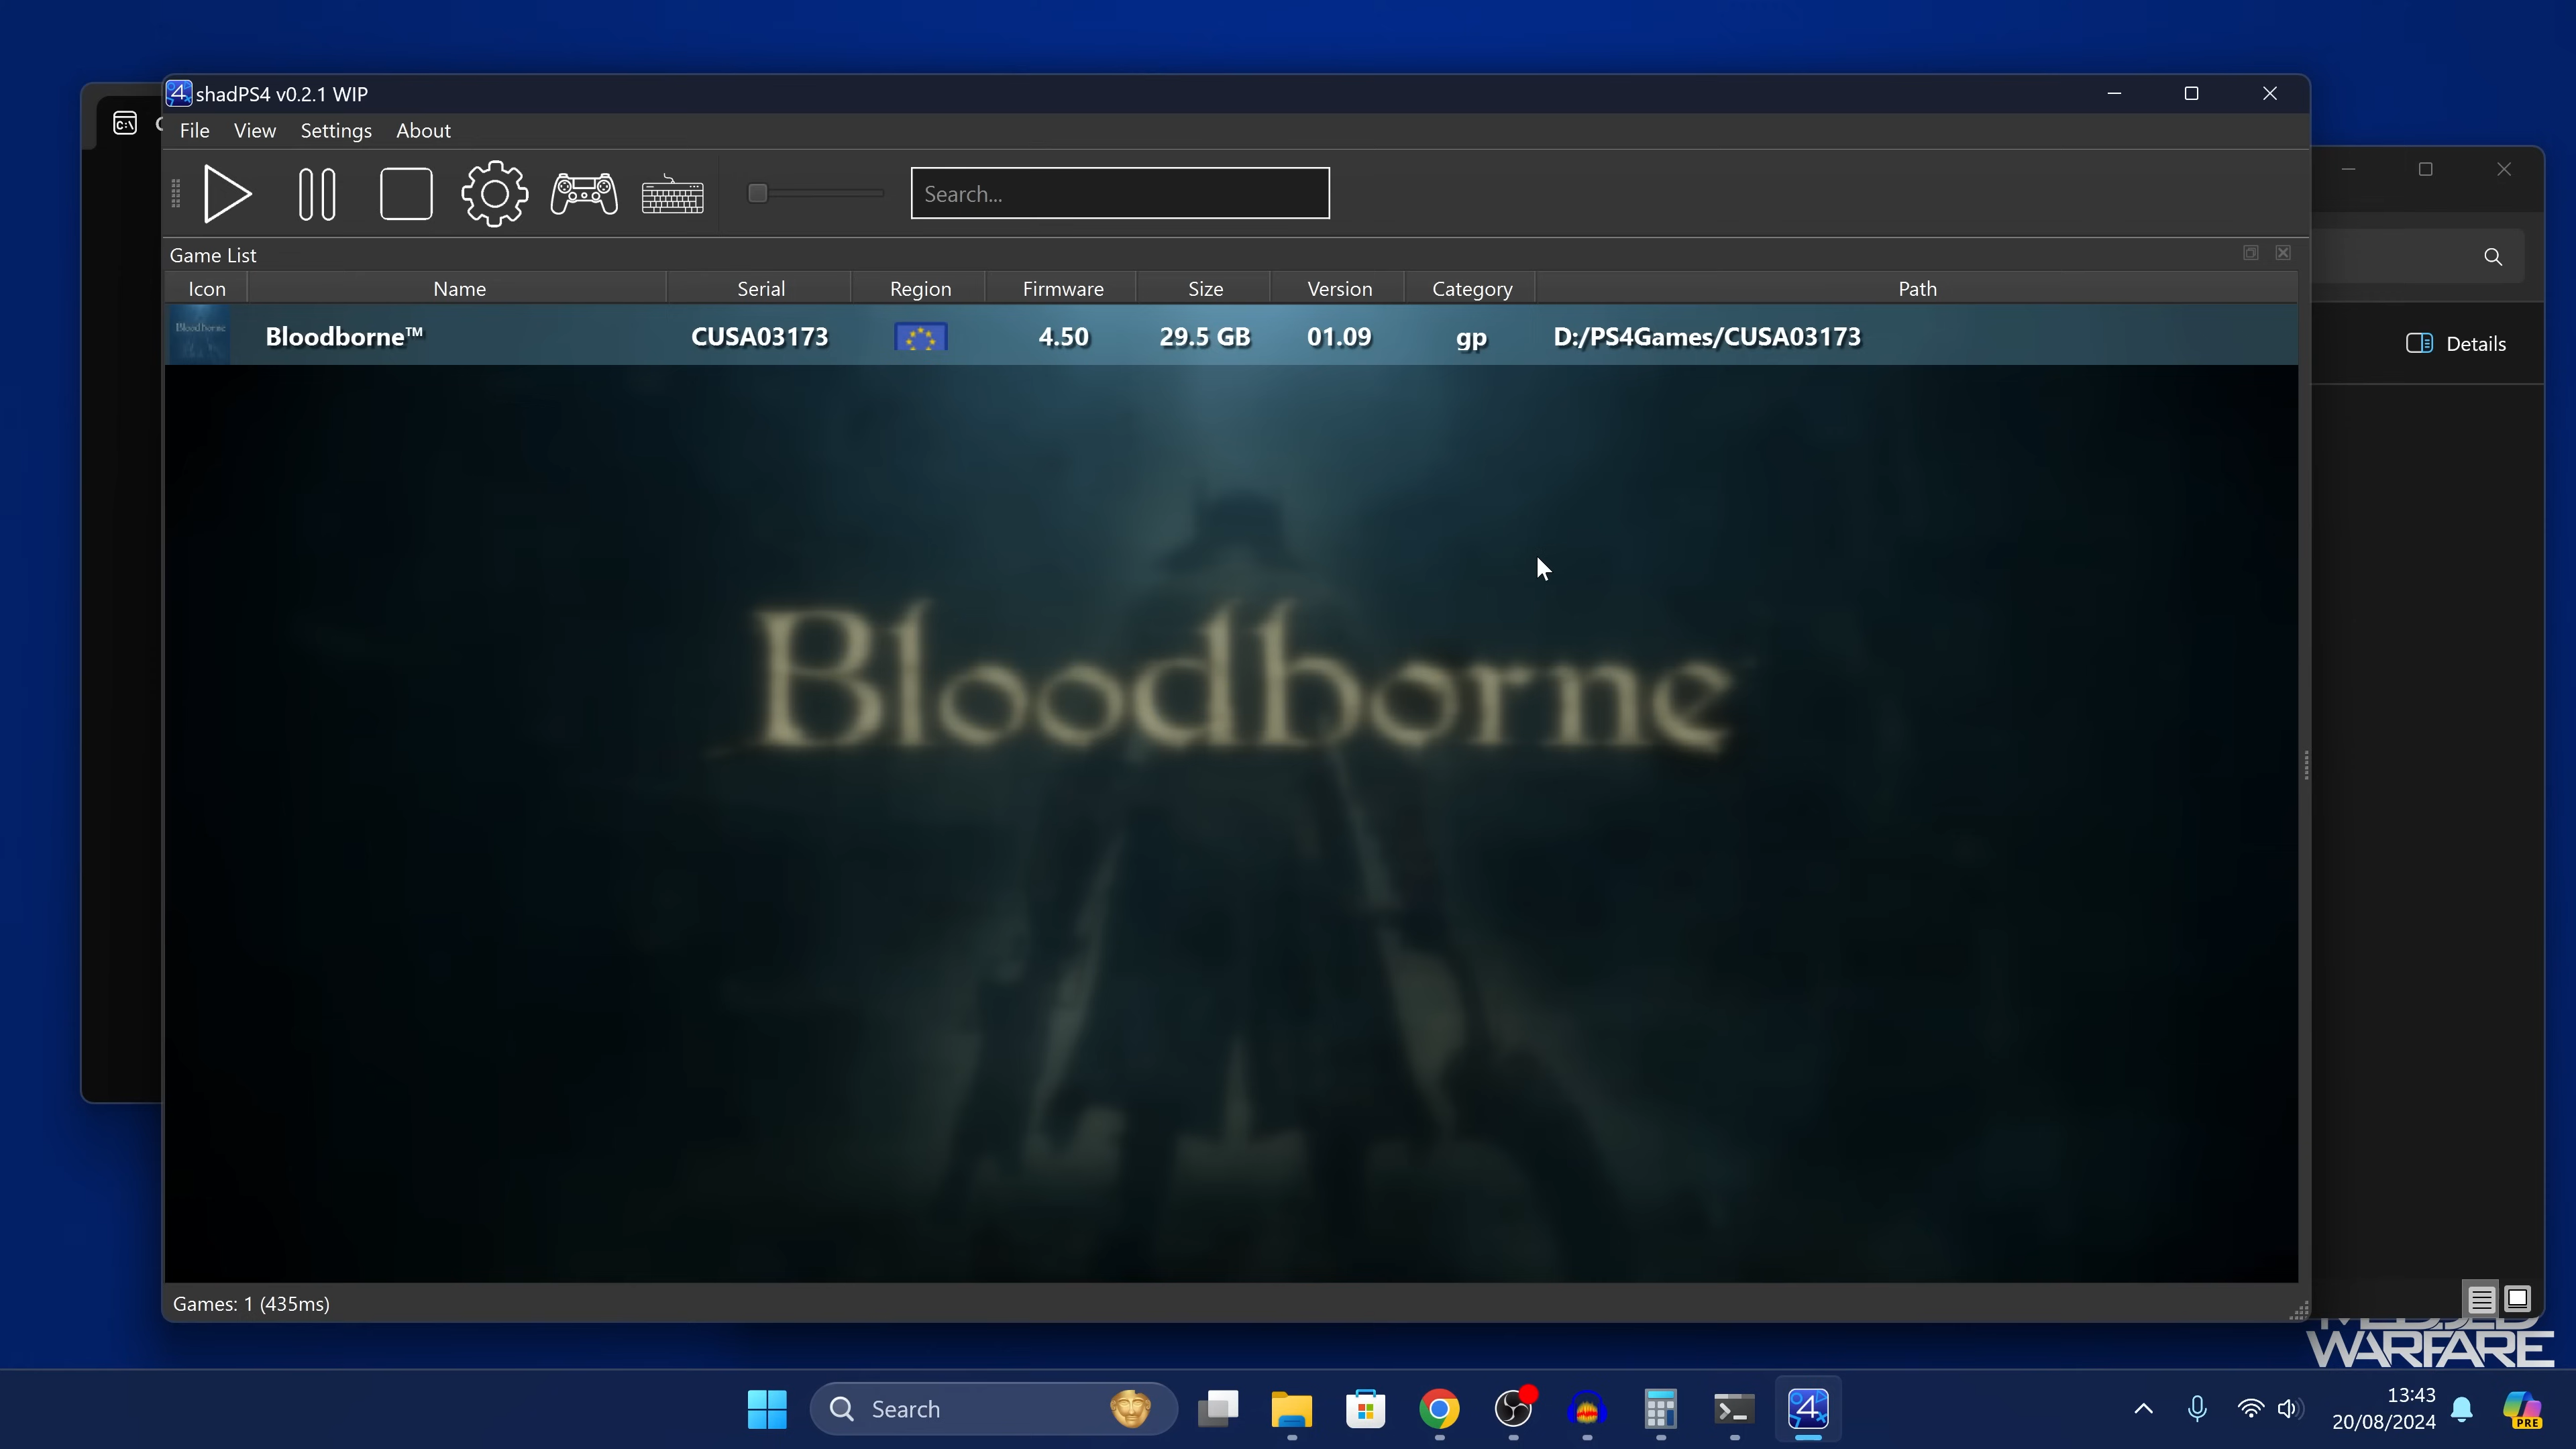 shadPS4 v0.2.1 WIP
File View Settings About
Search...
Game List
Icon Name Serial Region Firmware Size Version Category Path
Bloodborne
Bloodborne™ CUSA03173 4.50 29.5 GB 01.09 gp D:/PS4Games/CUSA03173
Details
Bloodborne
Games: 1 (435ms)
WARFARE
Search
13:43
20/08/2024
PRE